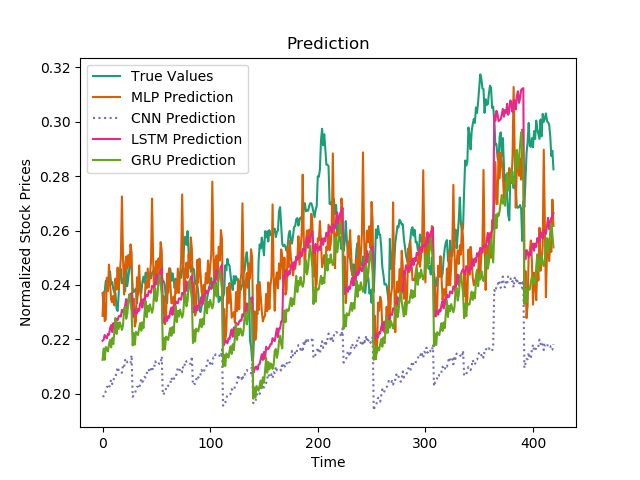 Prediction
True Values
MLP Prediction
CNN Prediction
LSTM Prediction
GRU Prediction
Normalized Stock Prices
0.32
0.30
0.28
0.26
0.24
0.22
0.20
0
100
200
300
400
Time